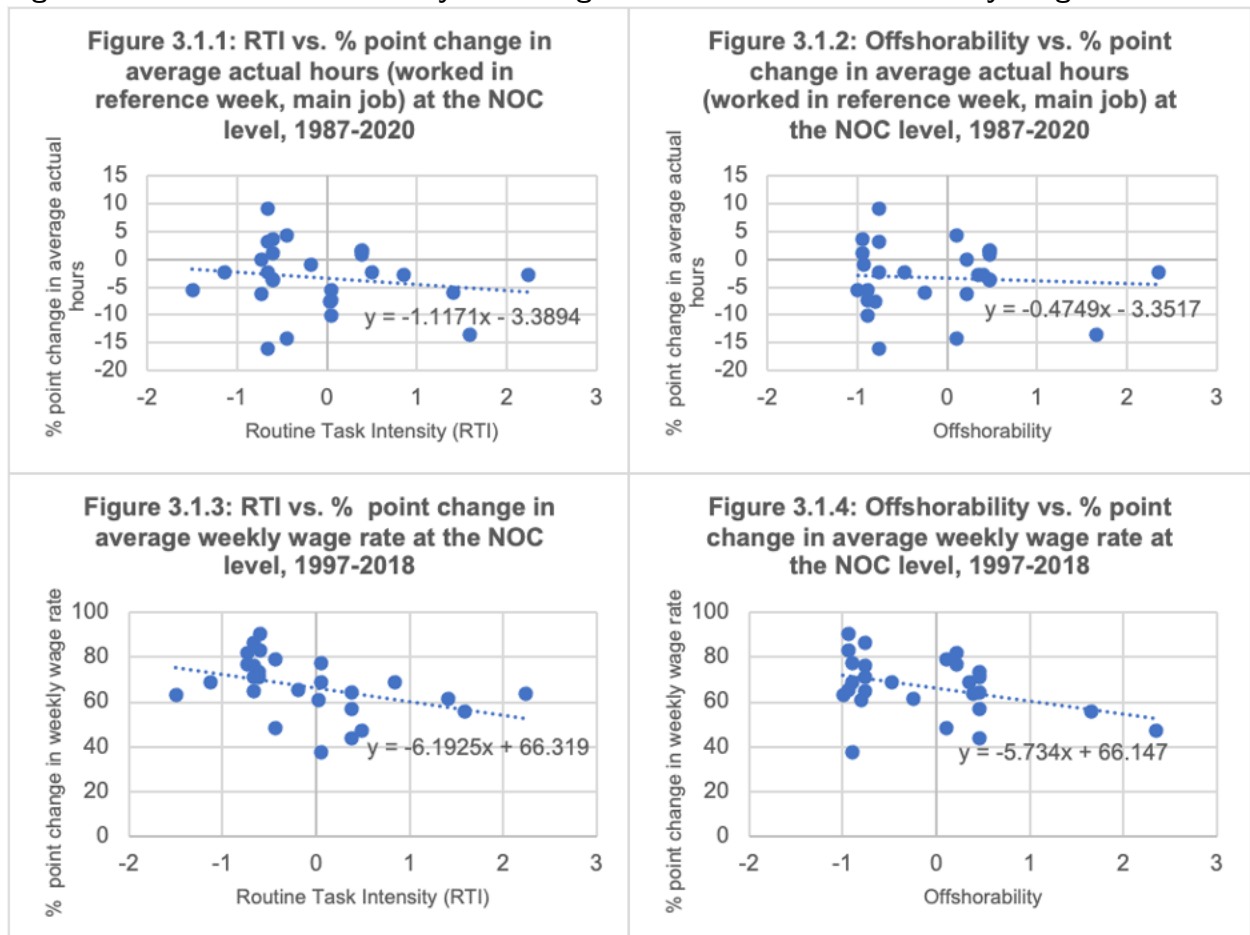 Figure 3.1.1: RTI vs. % point change in
average actual hours (worked in
reference week, main job) at the NOC
level, 1987-2020
% point change in average actual
hours
15
10
5
0
-5
-10
-15
-20
y = -1.1171x - 3.3894
-2
-1
0
1
2
3
Routine Task Intensity (RTI)
Figure 3.1.2: Offshorability vs. % point
change in average actual hours
(worked in reference week, main job) at
the NOC level, 1987-2020
% point change in average actual
hours
15
10
5
0
-5
-10
-15
-20
y = -0.4749x - 3.3517
-2
-1
0
1
2
3
Offshorability
Figure 3.1.3: RTI vs. % point change in
average weekly wage rate at the NOC
level, 1997-2018
% point change in weekly wage rate
100
80
60
40
20
0
y = -6.1925x + 66.319
-2
-1
0
1
2
3
Routine Task Intensity (RTI)
Figure 3.1.4: Offshorability vs. % point
change in average weekly wage rate at
the NOC level, 1997-2018
% point change in weekly wage rate
100
80
60
40
20
0
y = -5.734x + 66.147
-2
-1
0
1
2
3
Offshorability